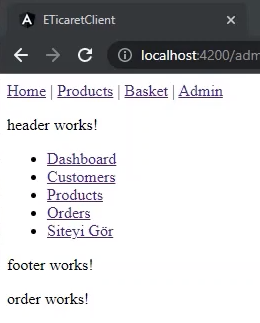 ETicaretClient
localhost:4200/adm
Home | Products | Basket | Admin
header works!
Dashboard
Customers
Products
Orders
Siteyi Gör
footer works!
order works!